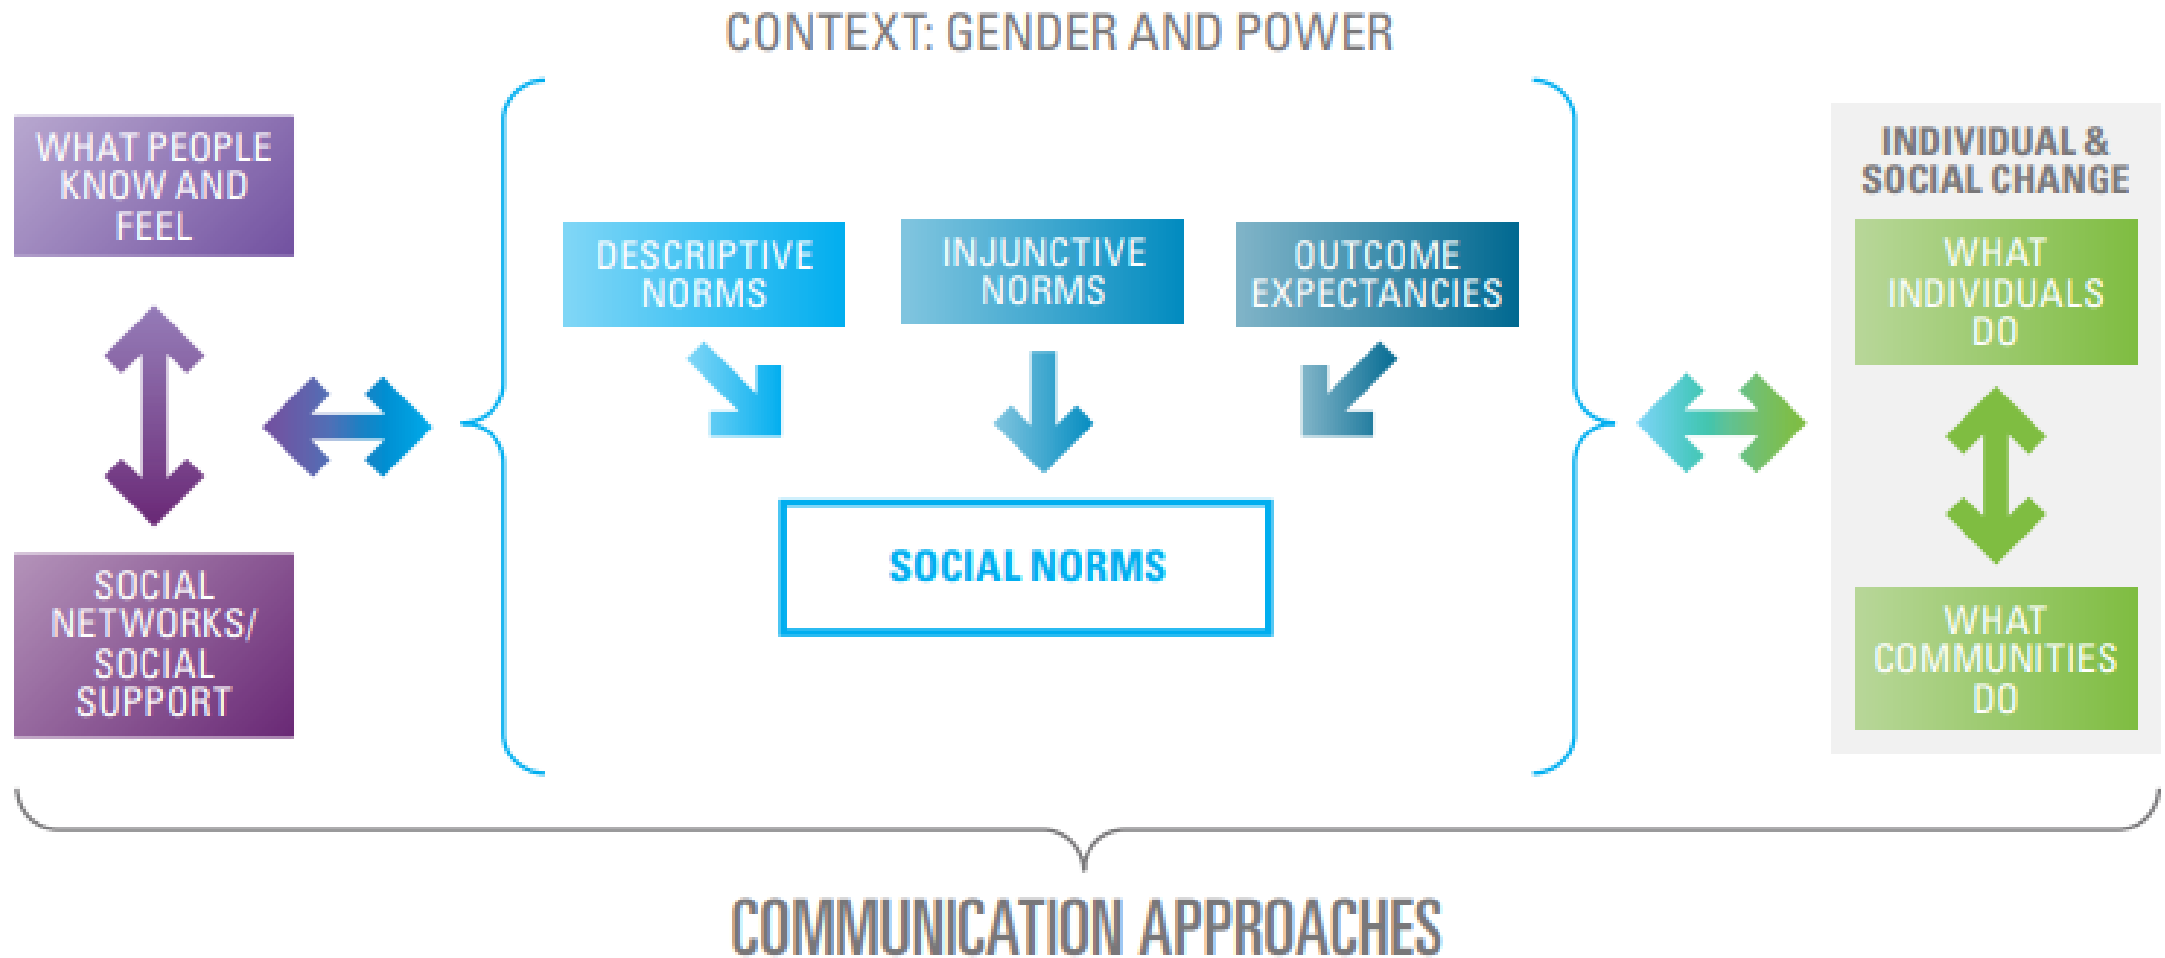 CONTEXT: GENDER AND POWER
WHAT PEOPLE
KNOW AND
FEEL
SOCIAL
NETWORKS/
SOCIAL
SUPPORT
DESCRIPTIVE
NORMS
INJUNCTIVE
NORMS
OUTCOME
EXPECTANCIES
SOCIAL NORMS
INDIVIDUAL &
SOCIAL CHANGE
WHAT
INDIVIDUALS
DO
WHAT
COMMUNITIES
DO
COMMUNICATION APPROACHES